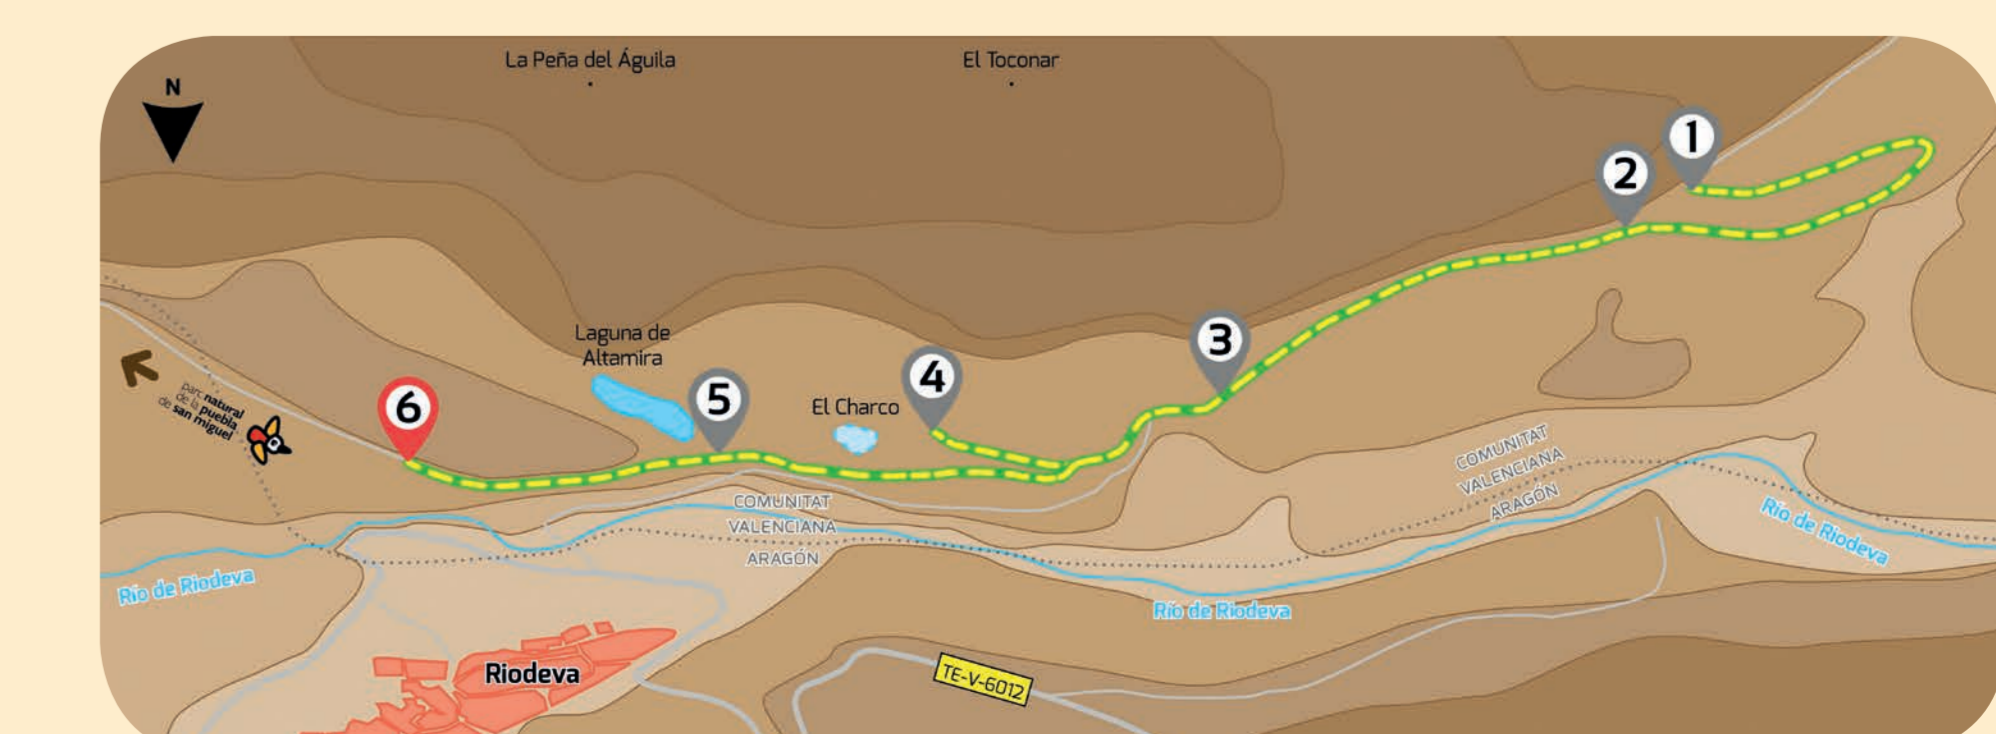 La Peña del Águila
El Toconar
N
1
2
Laguna de
Altamira
3
4
5
El Charco
6
parc natural
de la puebla
de san miguel
COMUNITAT
VALENCIANA
ARAGÓN
COMUNITAT
VALENCIANA
ARAGÓN
Río de Riodeva
Río de Riodeva
Río de Riodeva
Riodeva
TE-V-6012